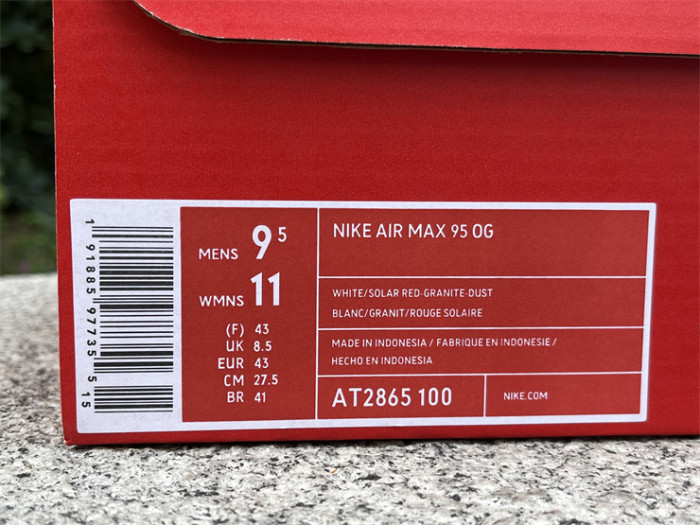 1 91885 97735 5 15
MENS 9 5
WMNS 11
(F) 43
UK 8.5
EUR 43
CM 27.5
BR 41
NIKE AIR MAX 95 OG
WHITE/SOLAR RED-GRANITE-DUST
BLANC/GRANIT/ROUGE SOLAIRE
MADE IN INDONESIA / FABRIQUE EN INDONESIE /
HECHO EN INDONESIA
AT2865 100
NIKE.COM